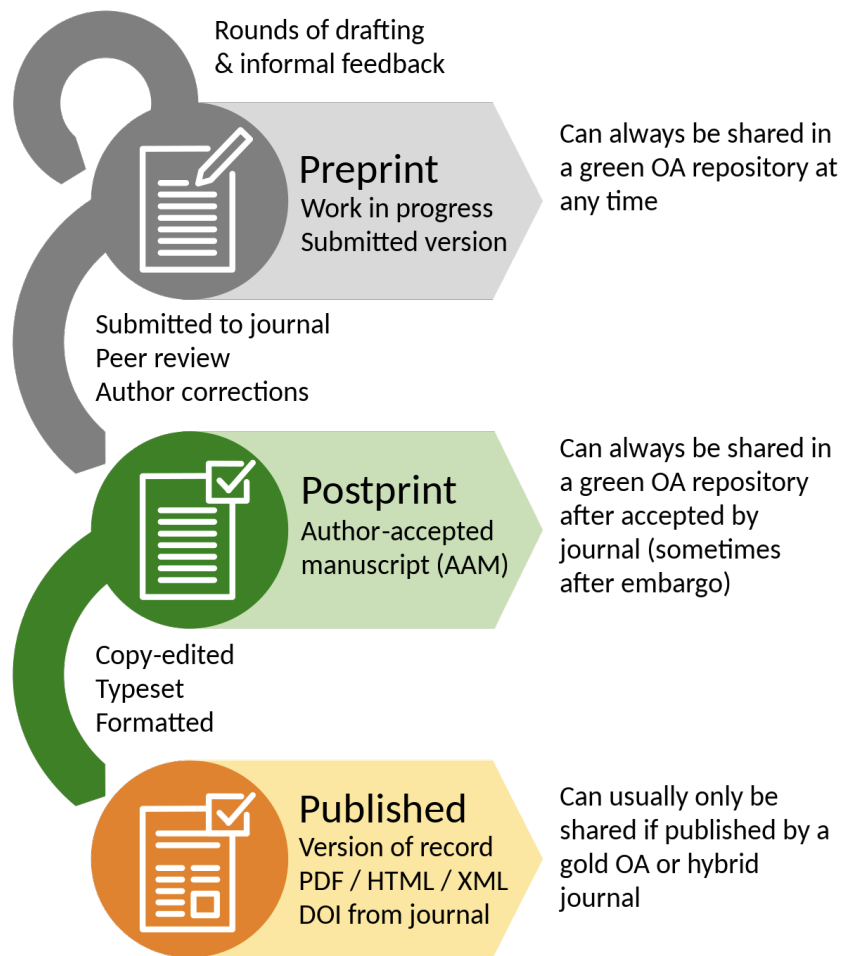 Rounds of drafting
& informal feedback
Preprint
Work in progress
Submitted version
Can always be shared in
a green OA repository at
any time
Submitted to journal
Peer review
Author corrections
Postprint
Author-accepted
manuscript (AAM)
Can always be shared in
a green OA repository
after accepted by
journal (sometimes
after embargo)
Copy-edited
Typeset
Formatted
Published
Version of record
PDF / HTML / XML
DOI from journal
Can usually only be
shared if published by a
gold OA or hybrid
journal